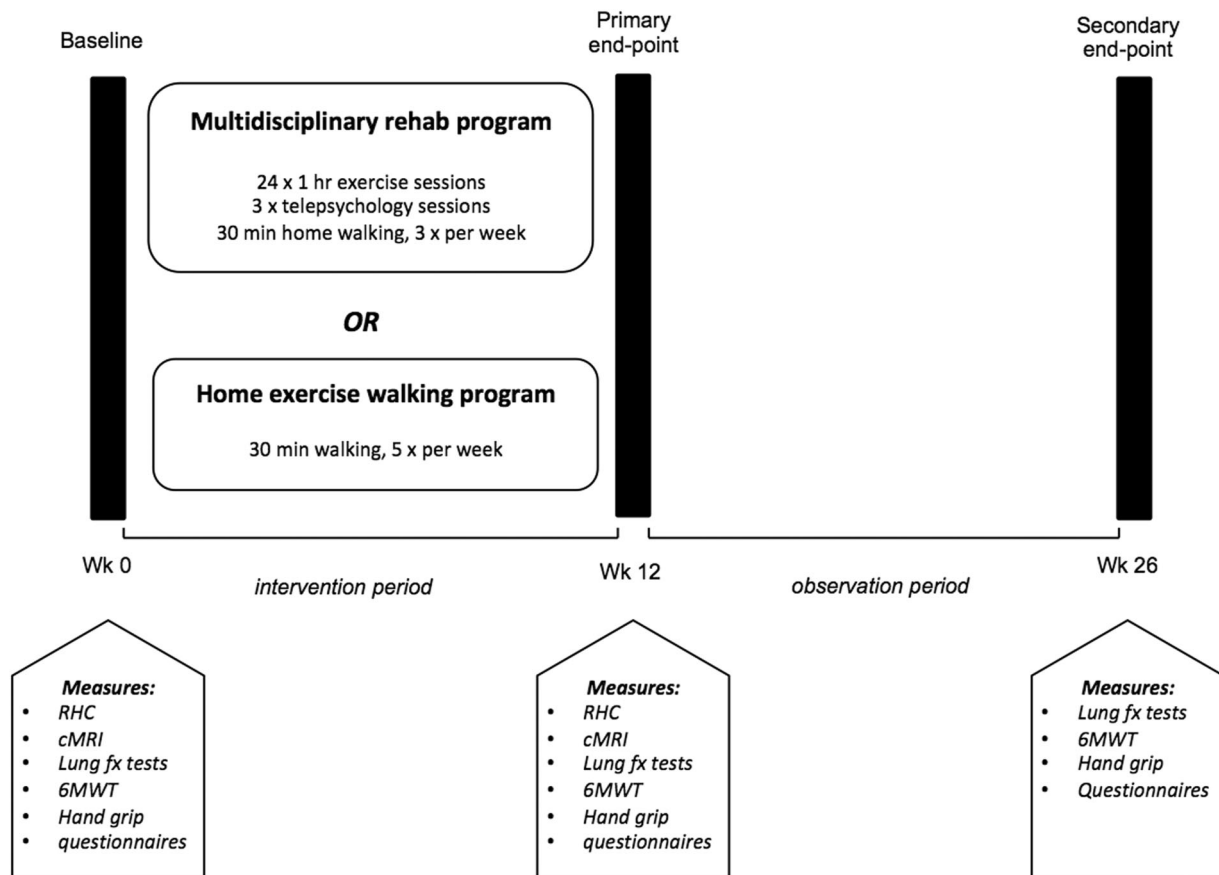 Baseline
Primary
end-point
Secondary
end-point
Multidisciplinary rehab program
24 x 1 hr exercise sessions
3 x telepsychology sessions
30 min home walking, 3 x per week
OR
Home exercise walking program
30 min walking, 5 x per week
Wk 0
intervention period
Wk 12
observation period
Wk 26
Measures:
• RHC
• cMRI
• Lung fx tests
• 6MWT
• Hand grip
• questionnaires
Measures:
• RHC
• cMRI
• Lung fx tests
• 6MWT
• Hand grip
• questionnaires
Measures:
• Lung fx tests
• 6MWT
• Hand grip
• Questionnaires